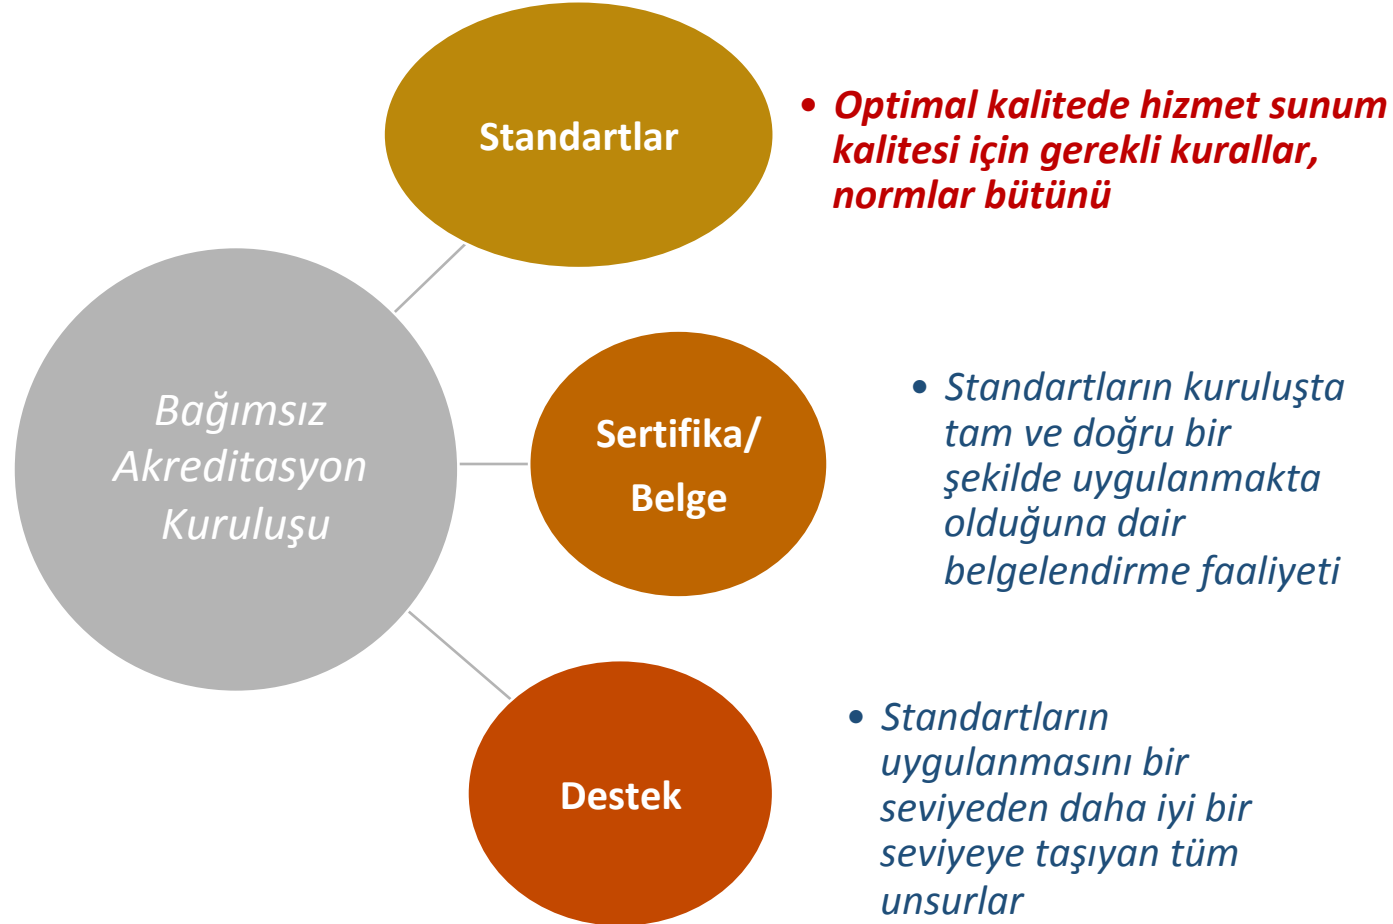 Standartlar
• Optimal kalitede hizmet sunum
kalitesi için gerekli kurallar,
normlar bütünü
Bağımsız
Akreditasyon
Kuruluşu
Sertifika/
Belge
• Standartların kuruluşta
tam ve doğru bir
şekilde uygulanmakta
olduğuna dair
belgelendirme faaliyeti
Destek
• Standartların
uygulanmasını bir
seviyeden daha iyi bir
seviyeye taşıyan tüm
unsurlar